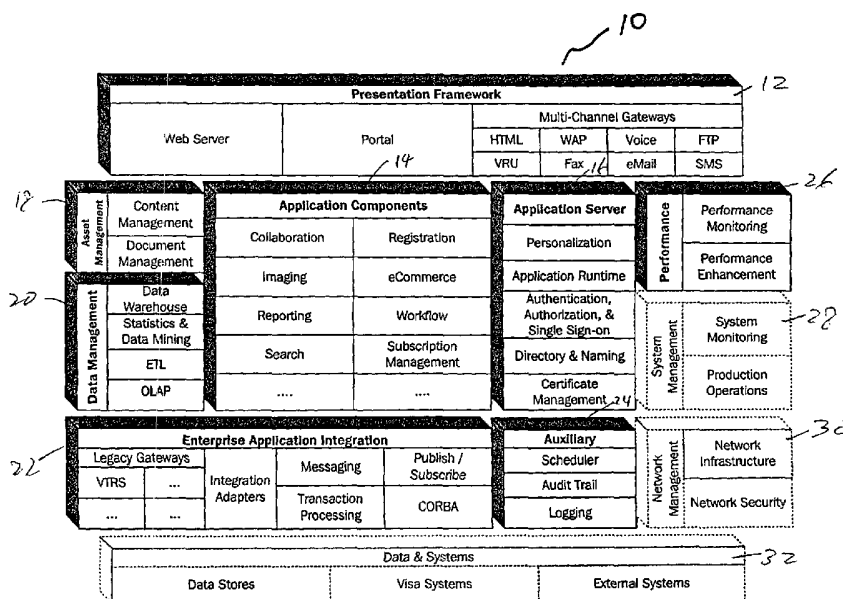 10
12
Presentation Framework
Web Server
Portal
Multi-Channel Gateways
HTML WAP Voice FTP
VRU Fax eMail SMS
14
16
18
Asset Management
Content Management
Document Management
Application Components
Collaboration Registration
Imaging eCommerce
Reporting Workflow
Search Subscription Management
.... ....
Application Server
Personalization
Application Runtime
Authentication, Authorization, & Single Sign-on
Directory & Naming
Certificate Management
26
Performance
Performance Monitoring
Performance Enhancement
20
Data Management
Data Warehouse
Statistics & Data Mining
ETL
OLAP
28
System Management
System Monitoring
Production Operations
22
Enterprise Application Integration
Legacy Gateways
VTRS ...
... ...
Integration Adapters
Messaging
Publish / Subscribe
Transaction Processing
CORBA
24
Auxiliary
Scheduler
Audit Trail
Logging
30
Network Management
Network Infrastructure
Network Security
Data & Systems
32
Data Stores Visa Systems External Systems